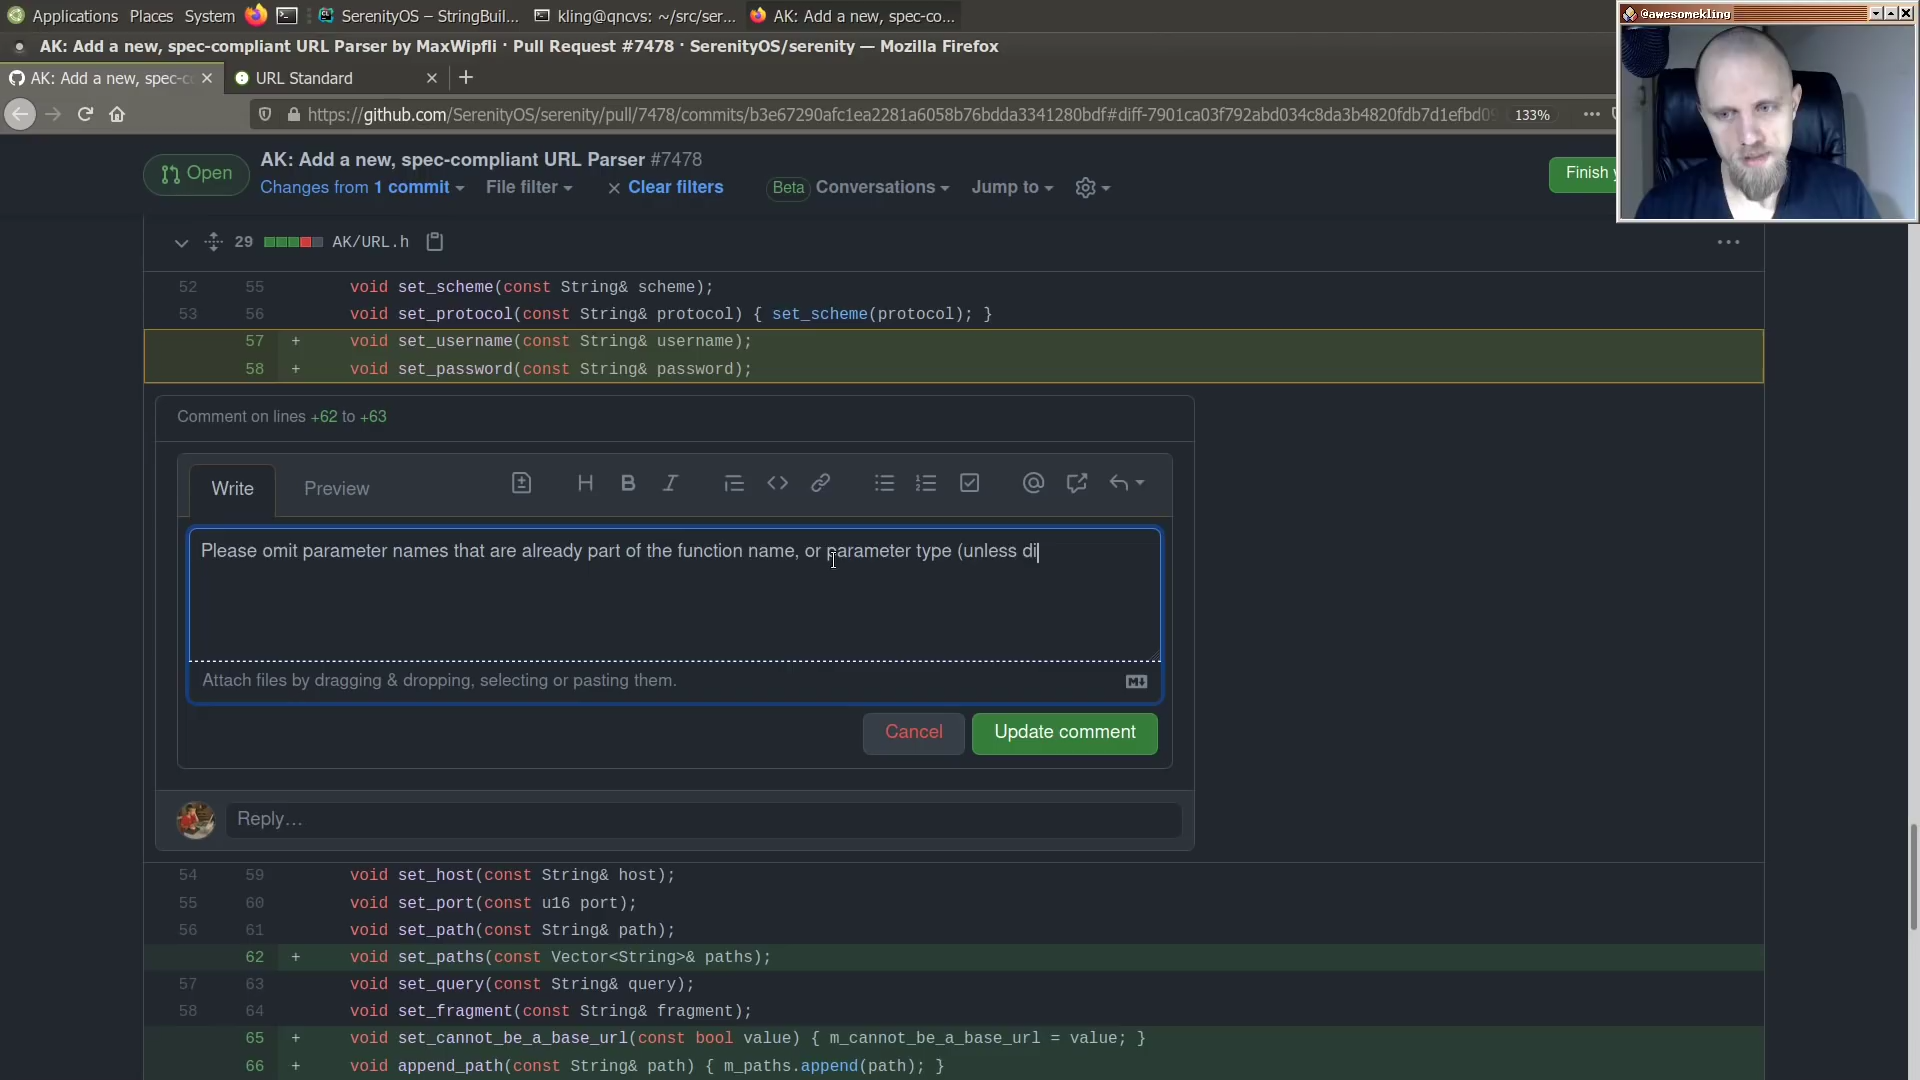 Applications Places System SerenityOS – StringBuil... kling@qncvs: ~/src/ser... AK: Add a new, spec-co...
@awesomekling
AK: Add a new, spec-compliant URL Parser by MaxWipfli · Pull Request #7478 · SerenityOS/serenity — Mozilla Firefox
AK: Add a new, spec-c URL Standard
https://github.com/SerenityOS/serenity/pull/7478/commits/b3e67290afc1ea2281a6058b76bdda3341280bdf#diff-7901ca03f792abd034c8da3b4820fdb7d1efbd09 133%
Open
AK: Add a new, spec-compliant URL Parser #7478
Changes from 1 commit File filter Clear filters Beta Conversations Jump to
Finish y
29 AK/URL.h
52 55 void set_scheme(const String& scheme);
53 56 void set_protocol(const String& protocol) { set_scheme(protocol); }
57 + void set_username(const String& username);
58 + void set_password(const String& password);
Comment on lines +62 to +63
Write Preview
Please omit parameter names that are already part of the function name, or parameter type (unless di
Attach files by dragging & dropping, selecting or pasting them.
Cancel Update comment
Reply...
54 59 void set_host(const String& host);
55 60 void set_port(const u16 port);
56 61 void set_path(const String& path);
62 + void set_paths(const Vector<String>& paths);
57 63 void set_query(const String& query);
58 64 void set_fragment(const String& fragment);
65 + void set_cannot_be_a_base_url(const bool value) { m_cannot_be_a_base_url = value; }
66 + void append_path(const String& path) { m_paths.append(path); }